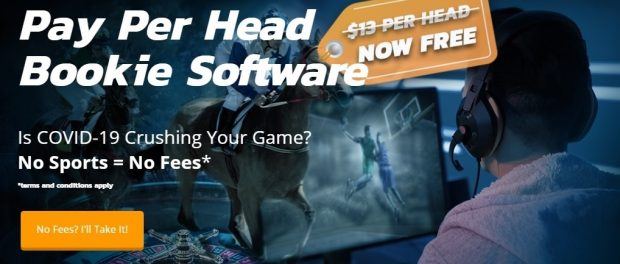 Pay Per Head
Bookie Software
$13 PER HEAD
NOW FREE
Is COVID-19 Crushing Your Game?
No Sports = No Fees*
*terms and conditions apply
No Fees? I'll Take It!